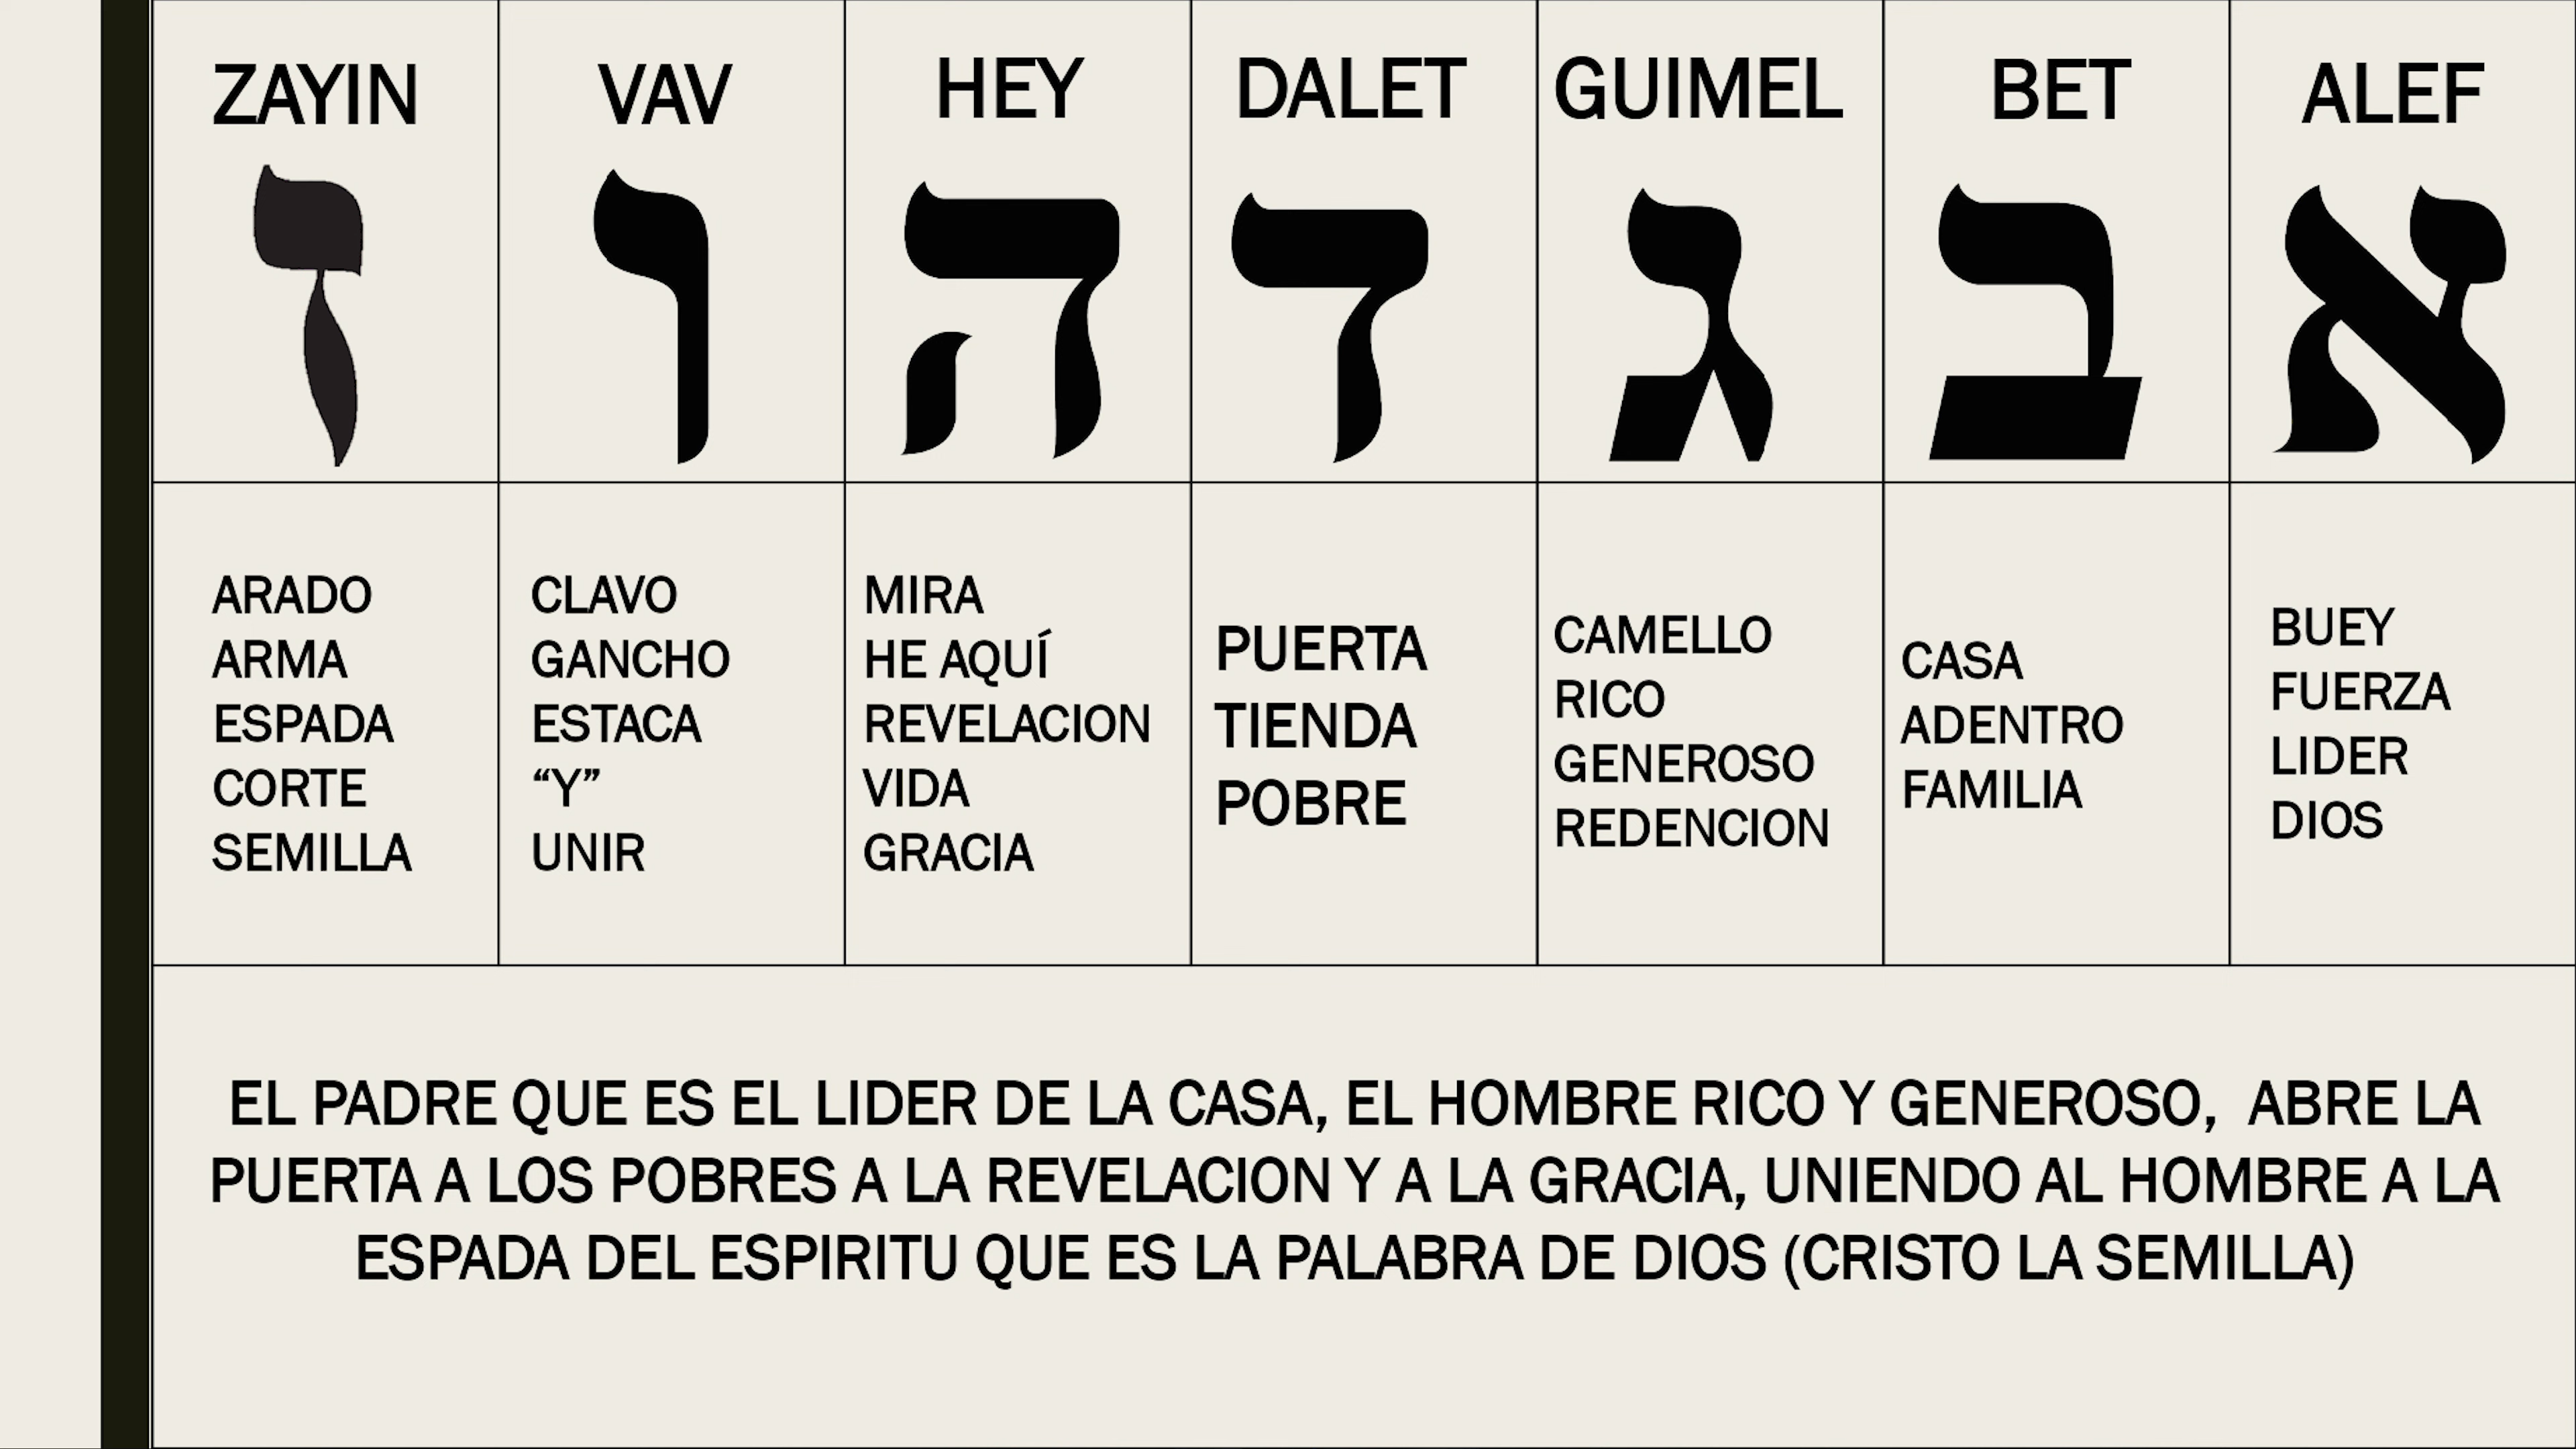 ZAYIN VAV HEY DALET GUIMEL BET ALEF
ז ו ה ד ג ב א
ARADO
ARMA
ESPADA
CORTE
SEMILLA
CLAVO
GANCHO
ESTACA
“Y”
UNIR
MIRA
HE AQUÍ
REVELACION
VIDA
GRACIA
PUERTA
TIENDA
POBRE
CAMELLO
RICO
GENEROSO
REDENCION
CASA
ADENTRO
FAMILIA
BUEY
FUERZA
LIDER
DIOS
EL PADRE QUE ES EL LIDER DE LA CASA, EL HOMBRE RICO Y GENEROSO, ABRE LA
PUERTA A LOS POBRES A LA REVELACION Y A LA GRACIA, UNIENDO AL HOMBRE A LA
ESPADA DEL ESPIRITU QUE ES LA PALABRA DE DIOS (CRISTO LA SEMILLA)